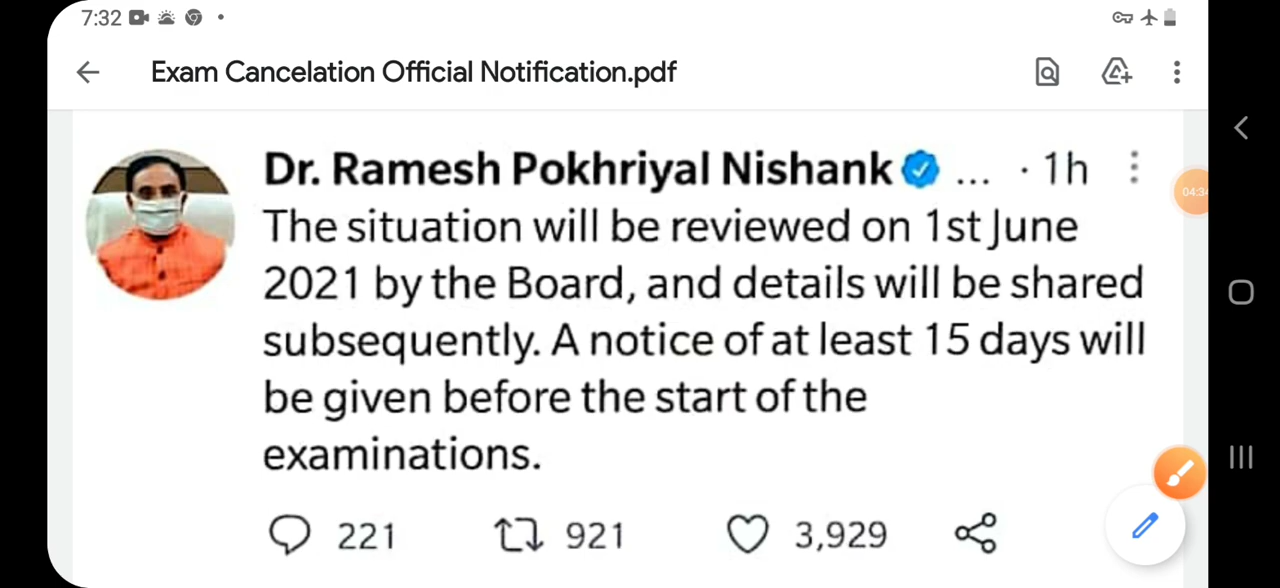 7:32
Exam Cancelation Official Notification.pdf
Dr. Ramesh Pokhriyal Nishank ... · 1h
The situation will be reviewed on 1st June
2021 by the Board, and details will be shared
subsequently. A notice of at least 15 days will
be given before the start of the
examinations.
221 921 3,929